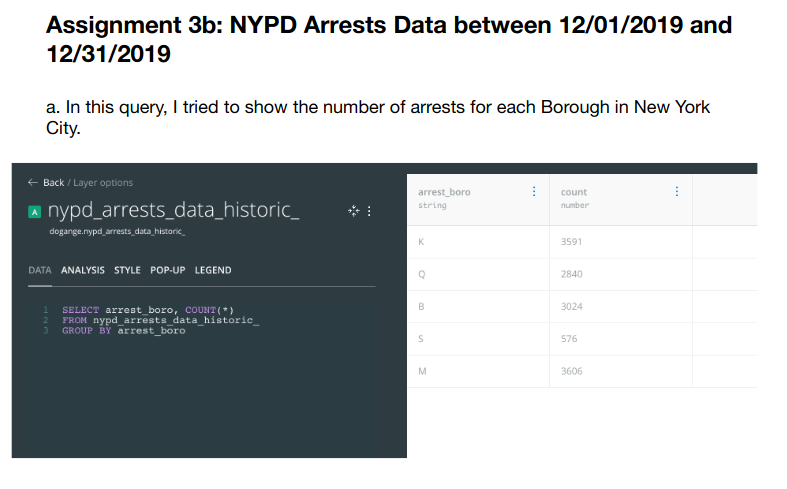 Assignment 3b: NYPD Arrests Data between 12/01/2019 and
12/31/2019
a. In this query, I tried to show the number of arrests for each Borough in New York
City.
← Back / Layer options
A nypd_arrests_data_historic_
dogange.nypd_arrests_data_historic_
DATA ANALYSIS STYLE POP-UP LEGEND
1 SELECT arrest_boro, COUNT(*)
2 FROM nypd_arrests_data_historic_
3 GROUP BY arrest_boro
arrest_boro count
string number
K 3591
Q 2840
B 3024
S 576
M 3606